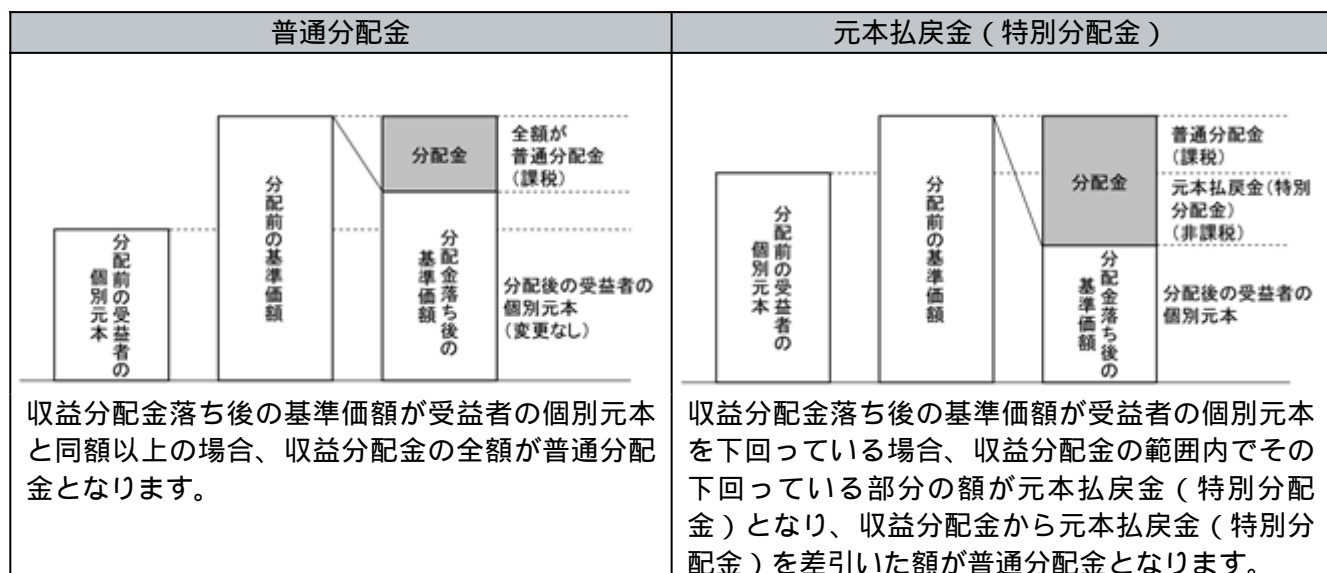 普通分配金
元本払戻金（特別分配金）
分配前の受益者の
個別元本
分配前の基準価額
分配金
分配金落ち後の
基準価額
全額が
普通分配金
(課税)
分配後の受益者の
個別元本
(変更なし)
収益分配金落ち後の基準価額が受益者の個別元本
と同額以上の場合、収益分配金の全額が普通分配
金となります。
分配前の受益者の
個別元本
分配前の基準価額
分配金
分配金落ち後の
基準価額
普通分配金
(課税)
元本払戻金(特別
分配金)
(非課税)
分配後の受益者の
個別元本
収益分配金落ち後の基準価額が受益者の個別元本
を下回っている場合、収益分配金の範囲内でその
下回っている部分の額が元本払戻金（特別分配
金）となり、収益分配金から元本払戻金（特別分
配金）を差引いた額が普通分配金となります。